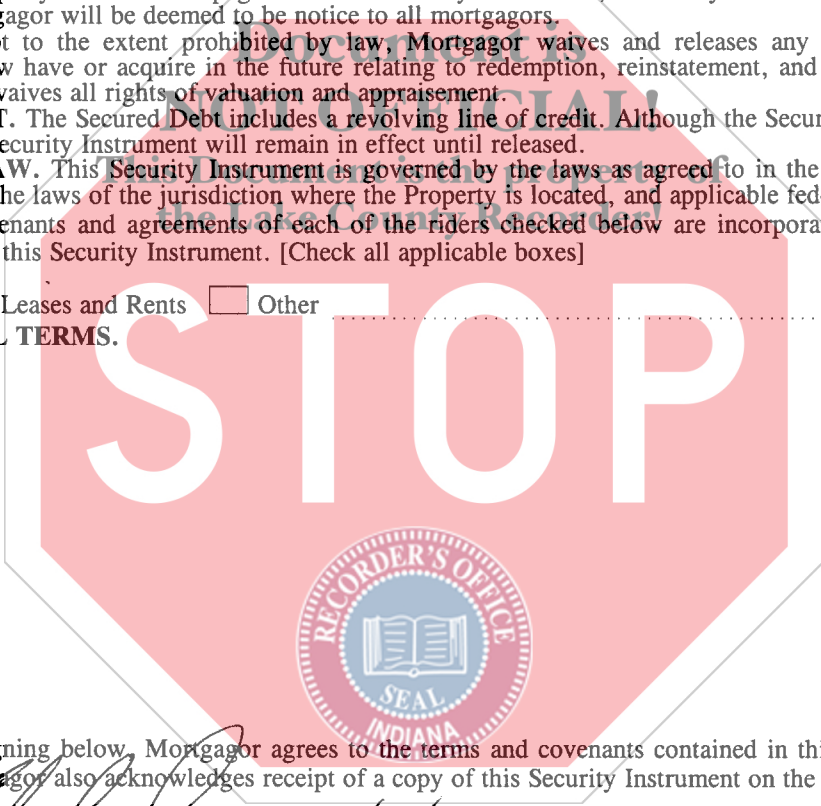 gagor will be deemed to be notice to all mortgagors.
t to the extent prohibited by law, Mortgagor waives and releases any
w have or acquire in the future relating to redemption, reinstatement, and
waives all rights of valuation and appraisement.
T. The Secured Debt includes a revolving line of credit. Although the Secur
ecurity Instrument will remain in effect until released.
AW. This Security Instrument is governed by the laws as agreed to in the
he laws of the jurisdiction where the Property is located, and applicable fed
enants and agreements of each of the riders checked below are incorporat
this Security Instrument. [Check all applicable boxes]
Leases and Rents Other
L TERMS.
Document is
NOT OFFICIAL!
This Document is the property of
the Lake County Recorder!
STOP
RECORDER'S OFFICE
SEAL
INDIANA
ning below, Mortgagor agrees to the terms and covenants contained in thi
agor also acknowledges receipt of a copy of this Security Instrument on the